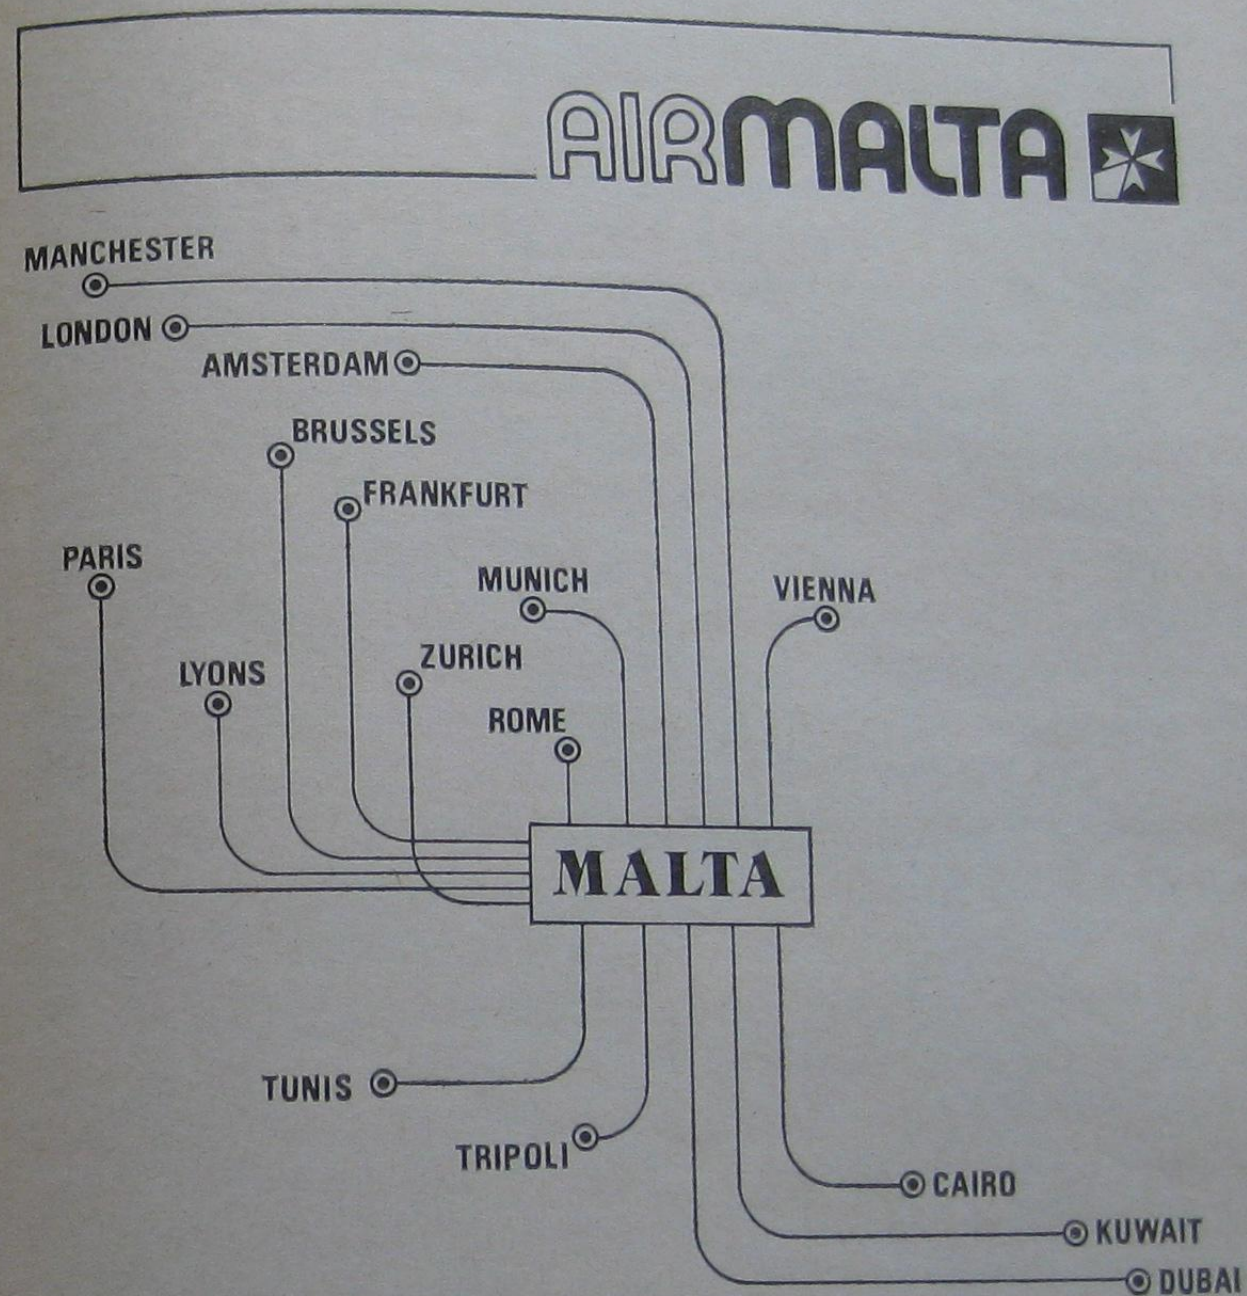 AIRMALTA
MANCHESTER
LONDON
AMSTERDAM
BRUSSELS
FRANKFURT
PARIS
MUNICH
VIENNA
ZURICH
LYONS
ROME
MALTA
TUNIS
TRIPOLI
CAIRO
KUWAIT
DUBAI